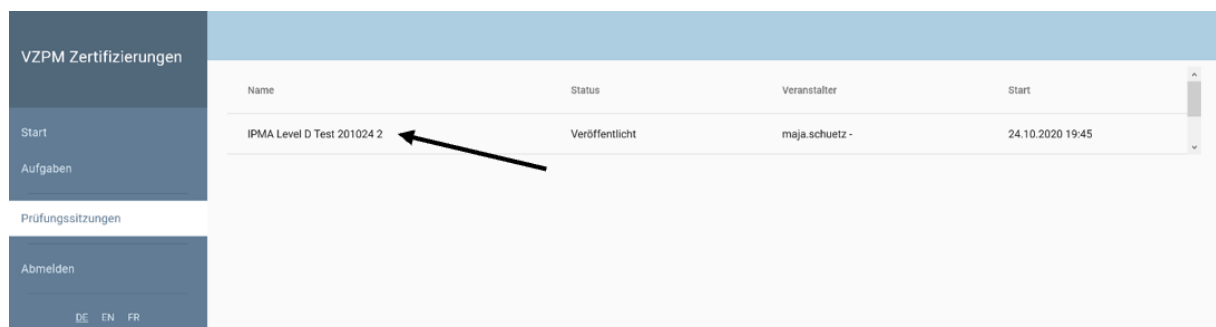 VZPM Zertifizierungen
Start
Aufgaben
Prüfungssitzungen
Abmelden
DE EN FR
Name Status Veranstalter Start
IPMA Level D Test 201024 2 Veröffentlicht maja.schuetz - 24.10.2020 19:45